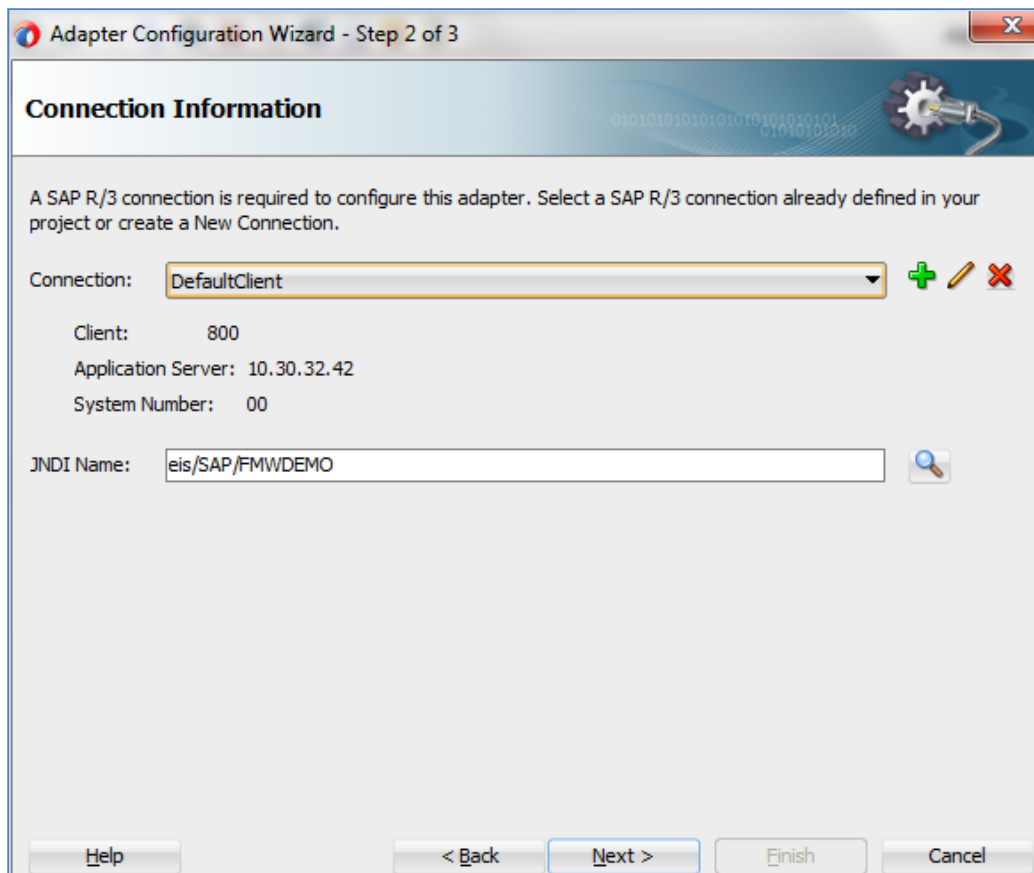 Adapter Configuration Wizard - Step 2 of 3
Connection Information
0101010101010101010101010101
01010101010
A SAP R/3 connection is required to configure this adapter. Select a SAP R/3 connection already defined in your
project or create a New Connection.
Connection: DefaultClient
Client: 800
Application Server: 10.30.32.42
System Number: 00
JNDI Name: eis/SAP/FMWDEMO
Help < Back Next > Finish Cancel